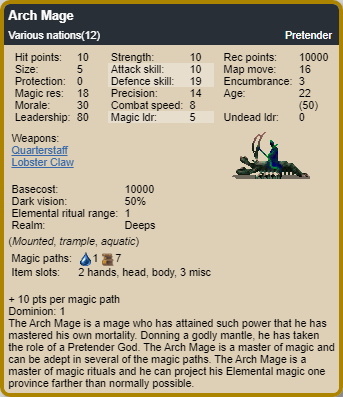 Arch Mage
Various nations(12) Pretender
Hit points: 10 Strength: 10 Rec points: 10000
Size: 5 Attack skill: 10 Map move: 16
Protection: 0 Defence skill: 19 Encumbrance: 3
Magic res: 18 Precision: 14 Age: 22
Morale: 30 Combat speed: 8 (50)
Leadership: 80 Magic ldr: 5 Undead ldr: 0
Weapons:
Quarterstaff
Lobster Claw
Basecost: 10000
Dark vision: 50%
Elemental ritual range: 1
Realm: Deeps
(Mounted, trample, aquatic)
Magic paths: 1 7
Item slots: 2 hands, head, body, 3 misc
+ 10 pts per magic path
Dominion: 1
The Arch Mage is a mage who has attained such power that he has
mastered his own mortality. Donning a godly mantle, he has taken
the role of a Pretender God. The Arch Mage is a master of magic and
can be adept in several of the magic paths. The Arch Mage is a
master of magic rituals and he can project his Elemental magic one
province farther than normally possible.